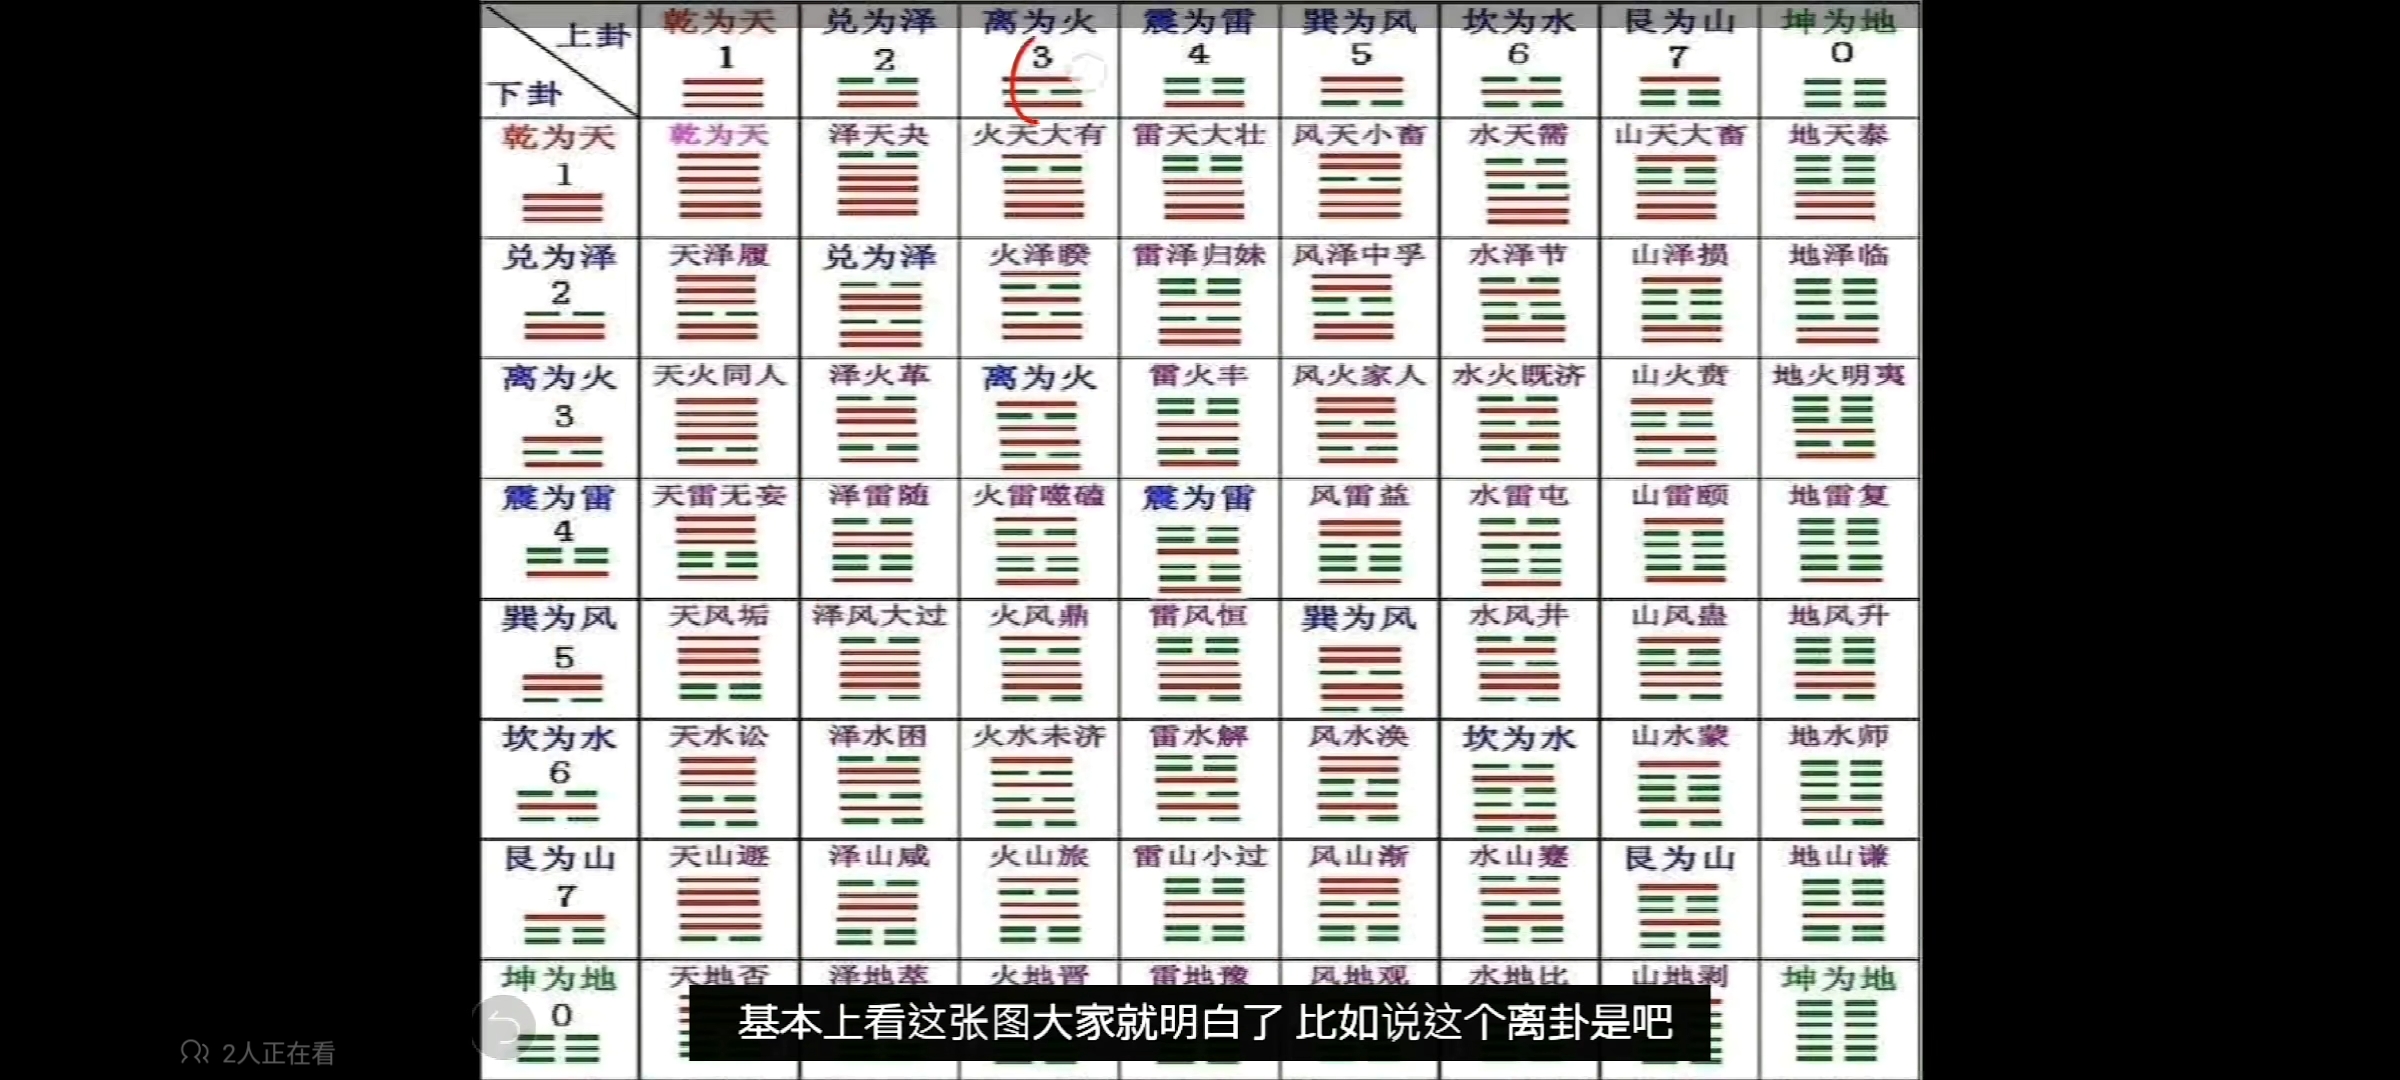 上卦
下卦
乾为天 兑为泽 离为火 震为雷 巽为风 坎为水 艮为山 坤为地
1 2 3 4 5 6 7 0
乾为天 乾为天 泽天夬 火天大有 雷天大壮 风天小畜 水天需 山天大畜 地天泰
1
兑为泽 天泽履 兑为泽 火泽睽 雷泽归妹 风泽中孚 水泽节 山泽损 地泽临
2
离为火 天火同人 泽火革 离为火 雷火丰 风火家人 水火既济 山火贲 地火明夷
3
震为雷 天雷无妄 泽雷随 火雷噬磕 震为雷 风雷益 水雷屯 山雷颐 地雷复
4
巽为风 天风垢 泽风大过 火风鼎 雷风恒 巽为风 水风井 山风蛊 地风升
5
坎为水 天水讼 泽水困 火水未济 雷水解 风水涣 坎为水 山水蒙 地水师
6
艮为山 天山遯 泽山咸 火山旅 雷山小过 风山渐 水山蹇 艮为山 地山谦
7
坤为地 天地否 泽地萃 火地晋 雷地豫 风地观 水地比 山地剥 坤为地
0
基本上看这张图大家就明白了 比如说这个离卦是吧
2人正在看